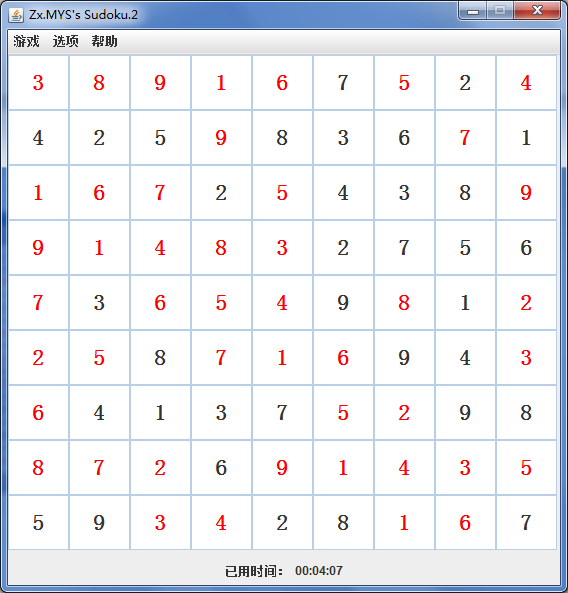 Zx.MYS's Sudoku.2
游戏 选项 帮助
3 8 9 1 6 7 5 2 4
4 2 5 9 8 3 6 7 1
1 6 7 2 5 4 3 8 9
9 1 4 8 3 2 7 5 6
7 3 6 5 4 9 8 1 2
2 5 8 7 1 6 9 4 3
6 4 1 3 7 5 2 9 8
8 7 2 6 9 1 4 3 5
5 9 3 4 2 8 1 6 7
已用时间： 00:04:07